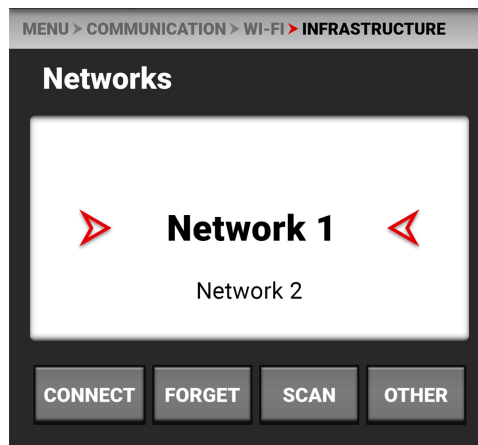 MENU > COMMUNICATION > WI-FI > INFRASTRUCTURE
Networks
Network 1
Network 2
CONNECT FORGET SCAN OTHER